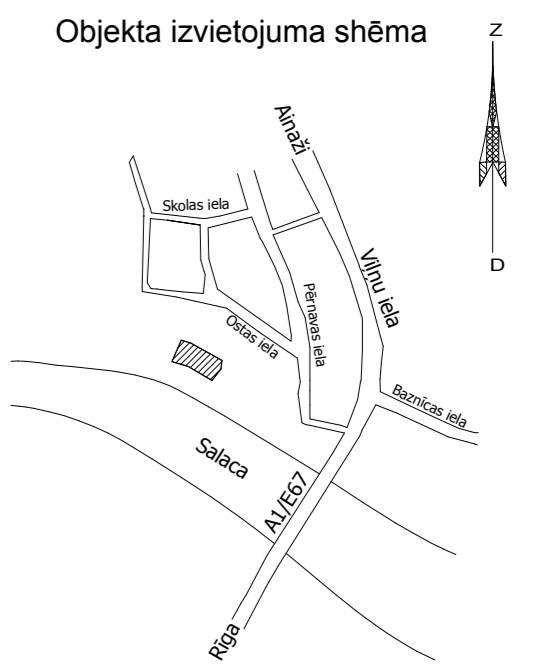 Objekta izvietojuma shēma
Z
D
Ainaži
Skolas iela
Viļņu iela
Pērnavas iela
Ostas iela
Baznīcas iela
Salaca
A1/E67
Rīga